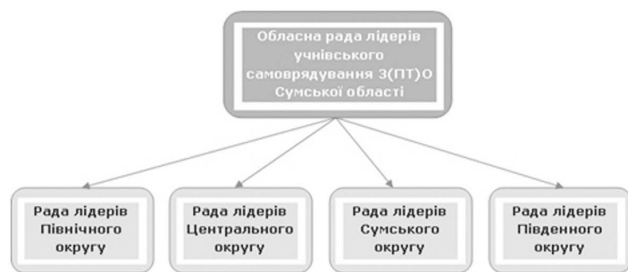 Обласна рада лідерів
учнівського
самоврядування З(ПТ)О
Сумської області
Рада лідерів
Північного
округу
Рада лідерів
Центрального
округу
Рада лідерів
Сумського
округу
Рада лідерів
Південного
округу